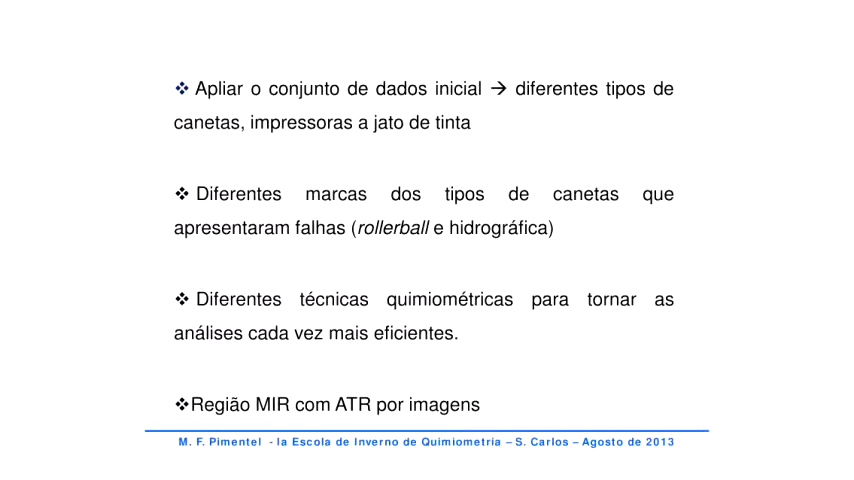 ❖ Apliar o conjunto de dados inicial → diferentes tipos de
canetas, impressoras a jato de tinta
❖ Diferentes marcas dos tipos de canetas que
apresentaram falhas (rollerball e hidrográfica)
❖ Diferentes técnicas quimiométricas para tornar as
análises cada vez mais eficientes.
❖Região MIR com ATR por imagens
M. F. Pimentel - Ia Escola de Inverno de Quimiometria – S. Carlos – Agosto de 2013